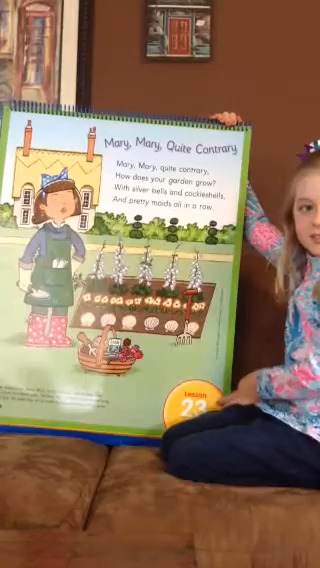 Mary, Mary, Quite Contrary
Mary, Mary, quite contrary,
How does your garden grow?
With silver bells and cockleshells,
And pretty maids all in a row.
Lesson
23